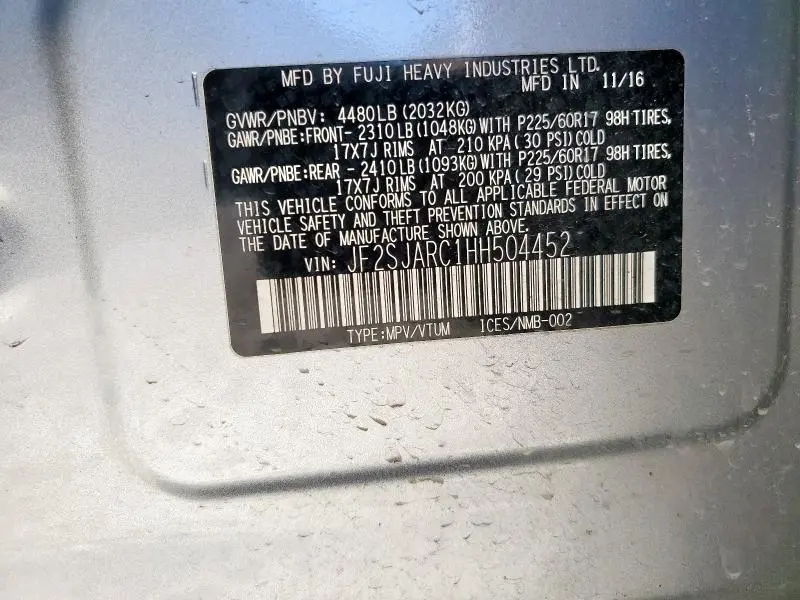 MFD BY FUJI HEAVY INDUSTRIES LTD.
MFD IN 11/16
GVWR/PNBV: 4480LB(2032KG)
GAWR/PNBE:FRONT- 2310LB(1048KG)WITH P225/60R17 98H TIRES,
17X7J RIMS AT 210 KPA(30 PSI)COLD
GAWR/PNBE:REAR - 2410LB(1093KG)WITH P225/60R17 98H TIRES,
17X7J RIMS AT 200 KPA(29 PSI)COLD
THIS VEHICLE CONFORMS TO ALL APPLICABLE FEDERAL MOTOR
VEHICLE SAFETY AND THEFT PREVENTION STANDARDS IN EFFECT ON
THE DATE OF MANUFACTURE SHOWN ABOVE.
VIN: JF2SJARC1HH504452
TYPE:MPV/VTUM ICES/NMB-002